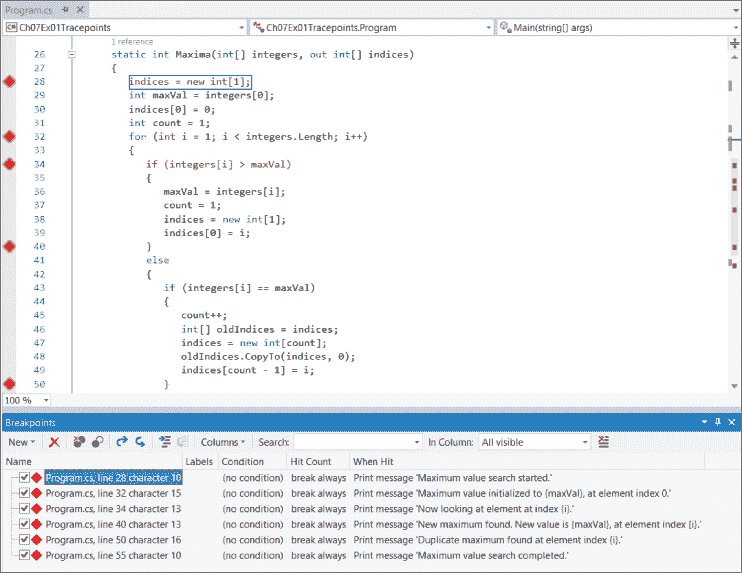 Program.cs
Ch07Ex01Tracepoints Ch07Ex01Tracepoints.Program Main(string[] args)
1 reference
26 static int Maxima(int[] integers, out int[] indices)
27 {
28 indices = new int[1];
29 int maxVal = integers[0];
30 indices[0] = 0;
31 int count = 1;
32 for (int i = 1; i < integers.Length; i++)
33 {
34 if (integers[i] > maxVal)
35 {
36 maxVal = integers[i];
37 count = 1;
38 indices = new int[1];
39 indices[0] = i;
40 }
41 else
42 {
43 if (integers[i] == maxVal)
44 {
45 count++;
46 int[] oldIndices = indices;
47 indices = new int[count];
48 oldIndices.CopyTo(indices, 0);
49 indices[count - 1] = i;
50 }
100 %
Breakpoints
New Columns Search: In Column: All visible
Name Labels Condition Hit Count When Hit
Program.cs, line 28 character 10 (no condition) break always Print message 'Maximum value search started.'
Program.cs, line 32 character 15 (no condition) break always Print message 'Maximum value initialized to {maxVal}, at element index 0.'
Program.cs, line 34 character 13 (no condition) break always Print message 'Now looking at element at index {i}.'
Program.cs, line 40 character 13 (no condition) break always Print message 'New maximum found. New value is {maxVal}, at element index {i}.'
Program.cs, line 50 character 16 (no condition) break always Print message 'Duplicate maximum found at element index {i}.'
Program.cs, line 55 character 10 (no condition) break always Print message 'Maximum value search completed.'